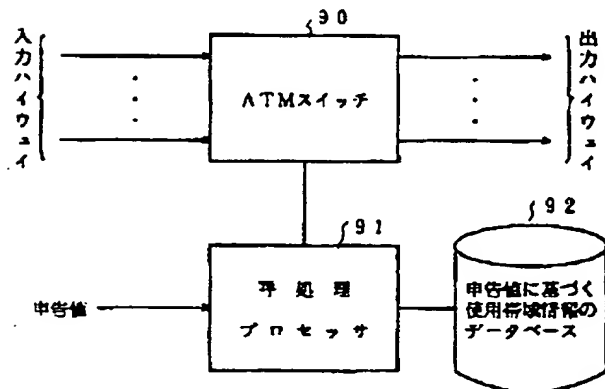 90
入力ハイウェイ
ATMスイッチ
出力ハイウェイ
91
92
申告値
呼処理
プロセッサ
申告値に基づく
使用帯域情報の
データベース